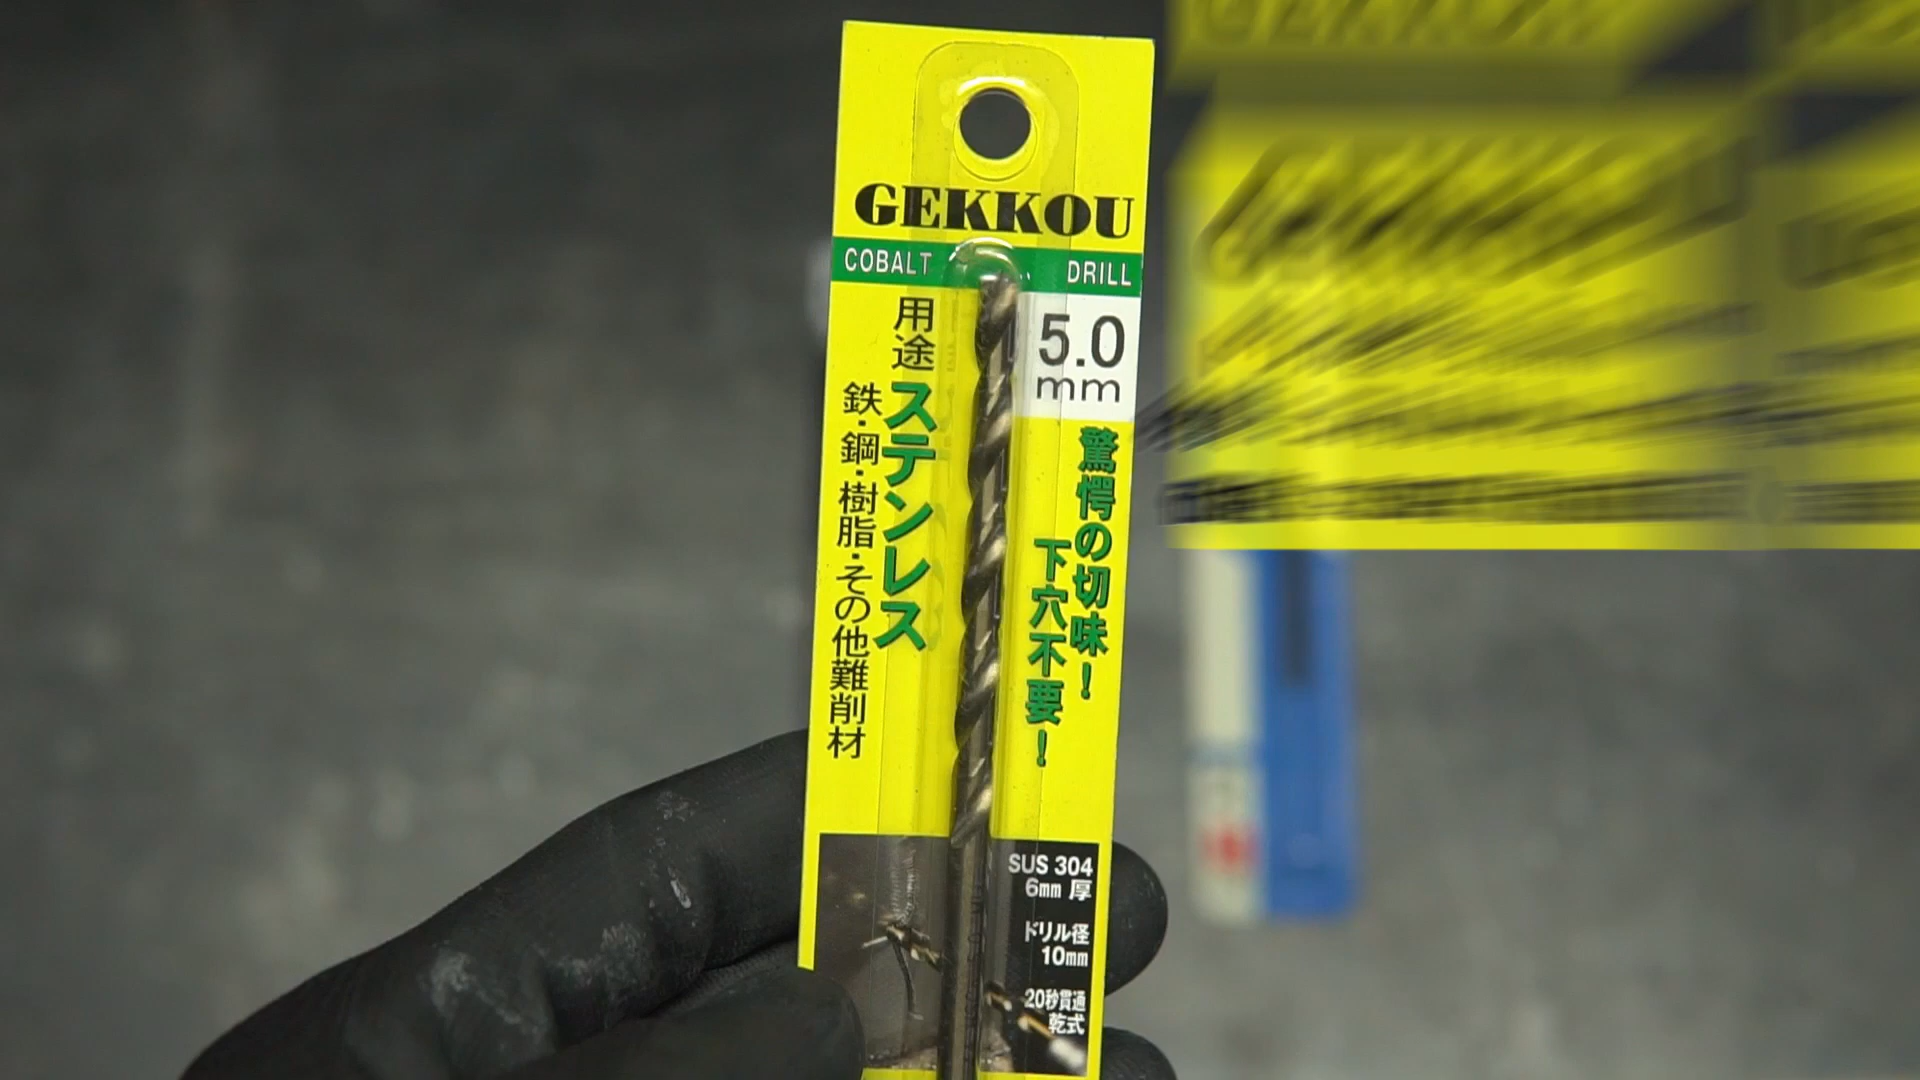 GEKKOU
COBALT DRILL
5.0
mm
用途
ステンレス
鉄・鋼・樹脂・その他難削材
驚愕の切味！
下穴不要！
SUS 304
6mm 厚
ドリル径
10mm
20秒貫通
乾式